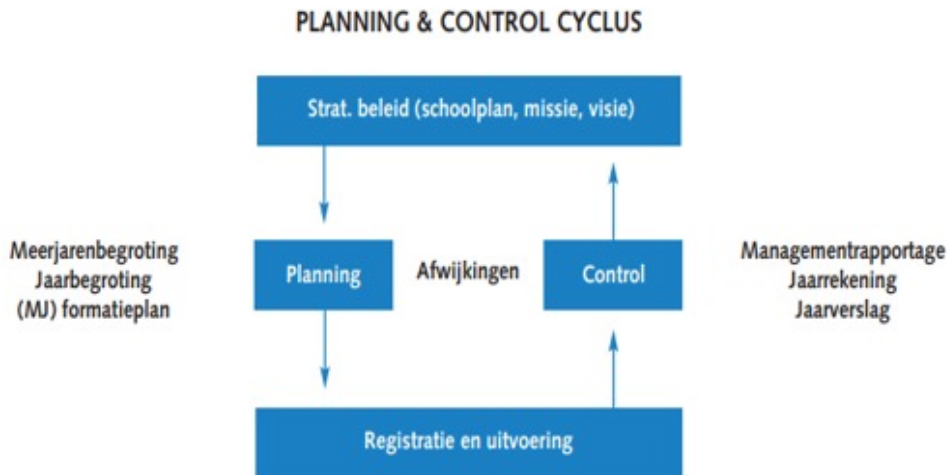 PLANNING & CONTROL CYCLUS
Strat. beleid (schoolplan, missie, visie)
Meerjarenbegroting
Jaarbegroting
(MJ) formatieplan
Planning
Afwijkingen
Control
Managementrapportage
Jaarrekening
Jaarverslag
Registratie en uitvoering